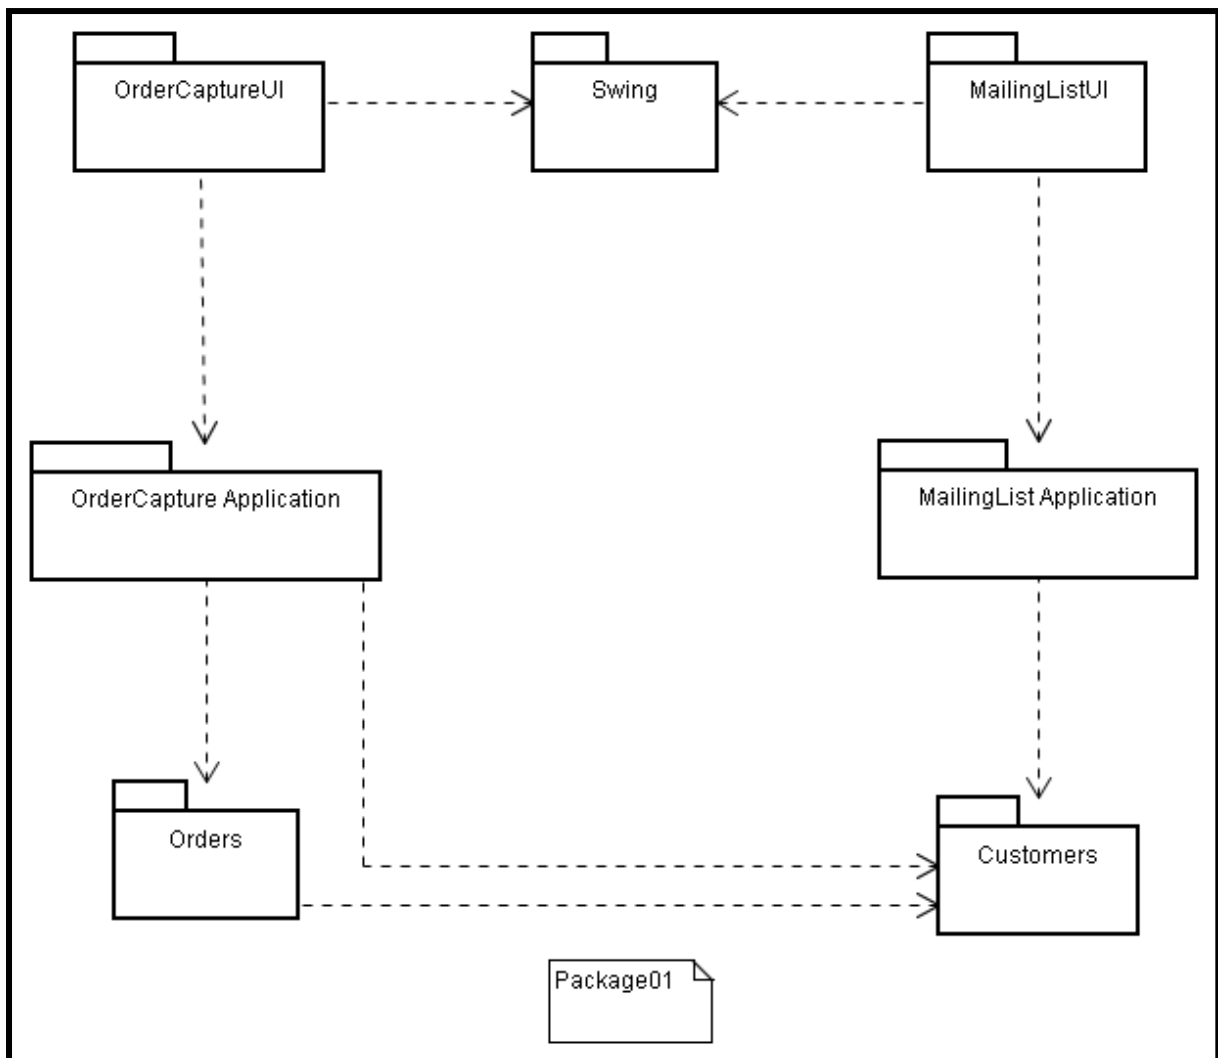 OrderCaptureUI
Swing
MailingListUI
OrderCapture Application
MailingList Application
Orders
Customers
Package01